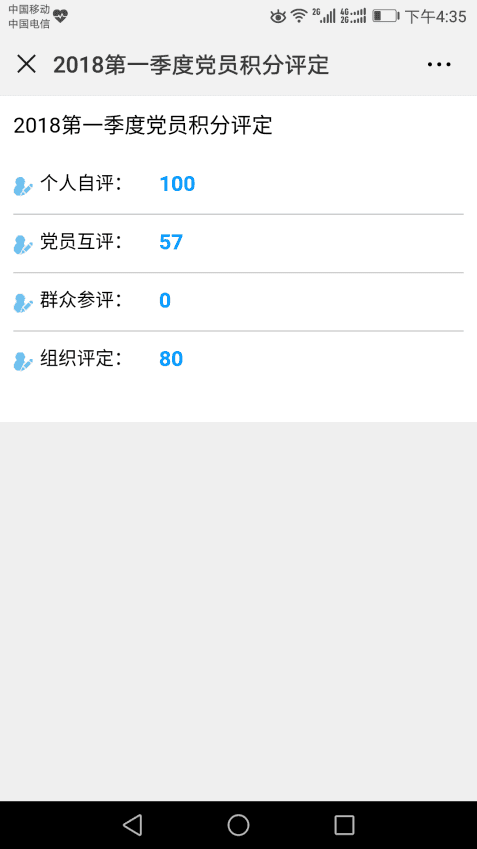 中国移动
中国电信
2G 4G 2G 下午4:35
2018第一季度党员积分评定
2018第一季度党员积分评定
个人自评： 100
党员互评： 57
群众参评： 0
组织评定： 80